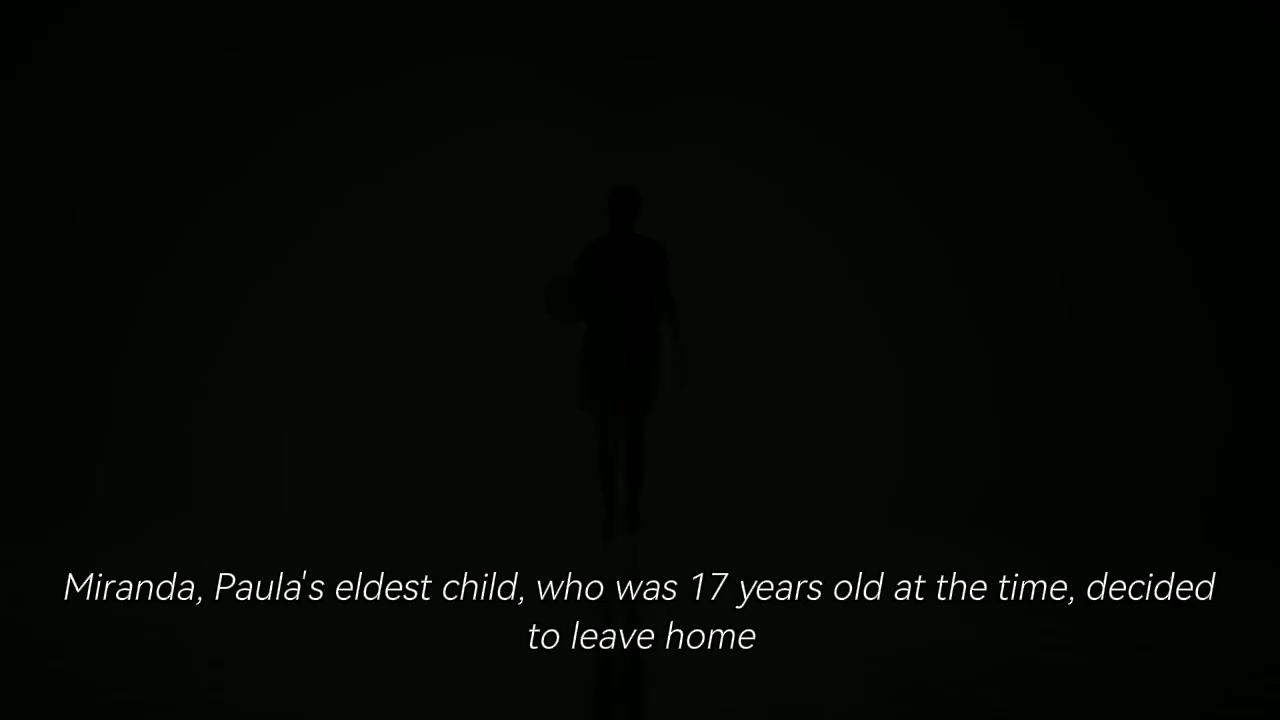 Miranda, Paula's eldest child, who was 17 years old at the time, decided
to leave home